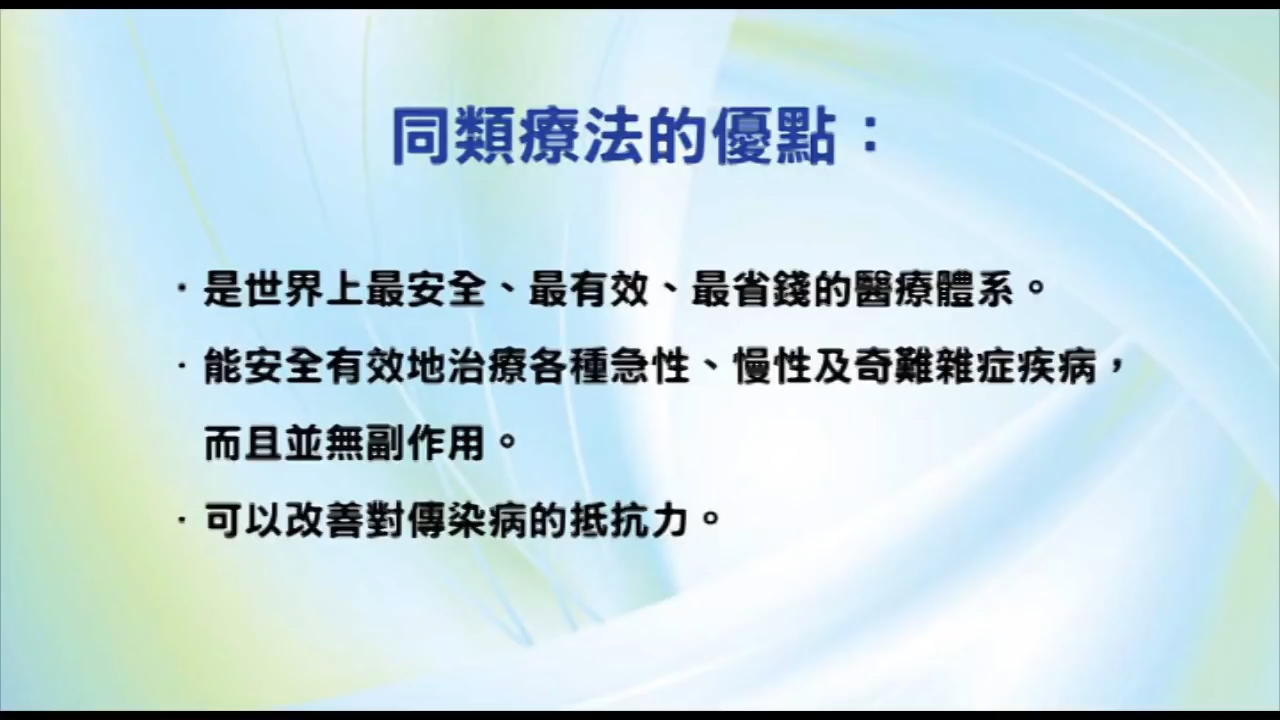 同類療法的優點：
·是世界上最安全、最有效、最省錢的醫療體系。
·能安全有效地治療各種急性、慢性及奇難雜症疾病，
而且並無副作用。
·可以改善對傳染病的抵抗力。